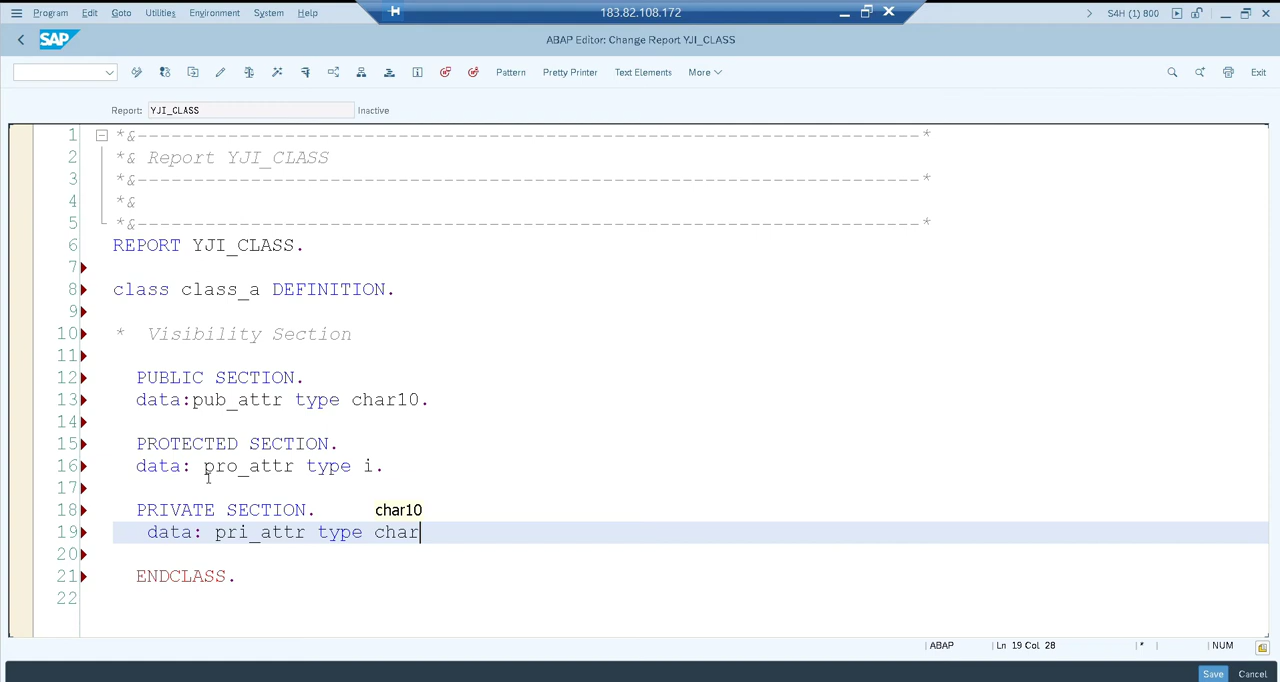 Program Edit Goto Utilities Environment System Help
183.82.108.172
S4H (1) 800
SAP
ABAP Editor: Change Report YJI_CLASS
Pattern Pretty Printer Text Elements More Exit
Report: YJI_CLASS Inactive
1 *&---------------------------------------------------------------------*
2 *& Report YJI_CLASS
3 *&---------------------------------------------------------------------*
4 *&
5 *&---------------------------------------------------------------------*
6 REPORT YJI_CLASS.
7
8 class class_a DEFINITION.
9
10 * Visibility Section
11
12 PUBLIC SECTION.
13 data:pub_attr type char10.
14
15 PROTECTED SECTION.
16 data: pro_attr type i.
17
18 PRIVATE SECTION. char10
19 data: pri_attr type char
20
21 ENDCLASS.
22
ABAP Ln 19 Col 28 * NUM
Save Cancel